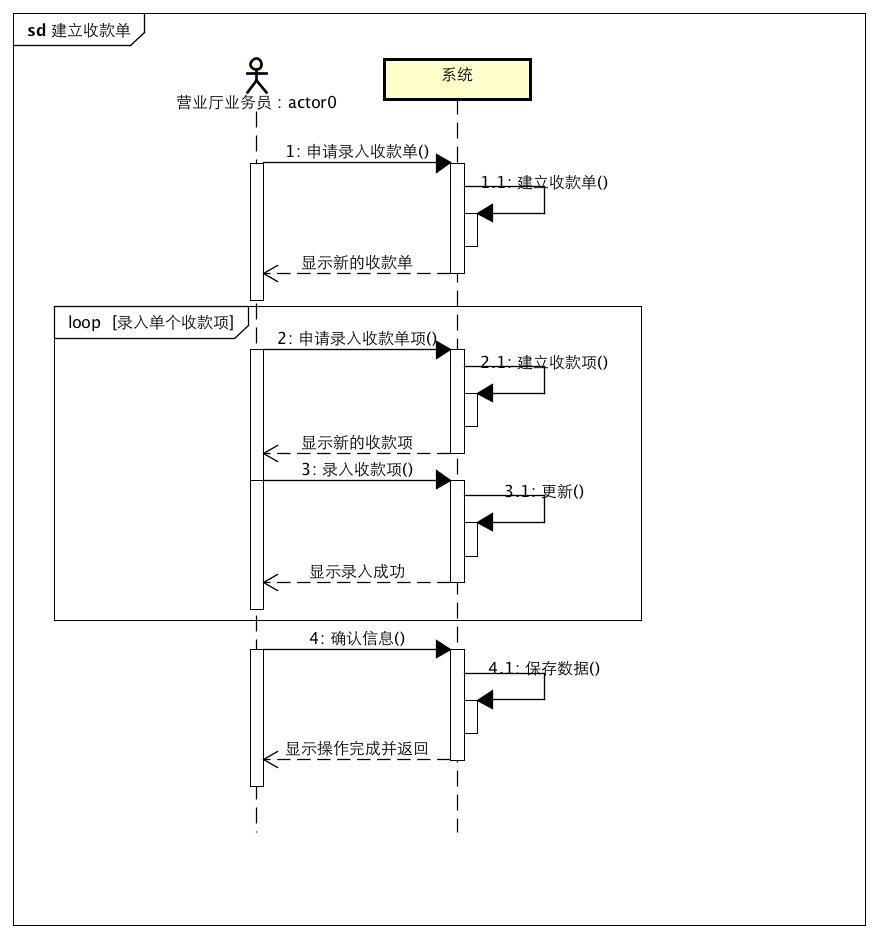 sd 建立收款单
系统
营业厅业务员 : actor0
1: 申请录入收款单()
1.1: 建立收款单()
显示新的收款单
loop [录入单个收款项]
2: 申请录入收款单项()
2.1: 建立收款项()
显示新的收款项
3: 录入收款项()
3.1: 更新()
显示录入成功
4: 确认信息()
4.1: 保存数据()
显示操作完成并返回